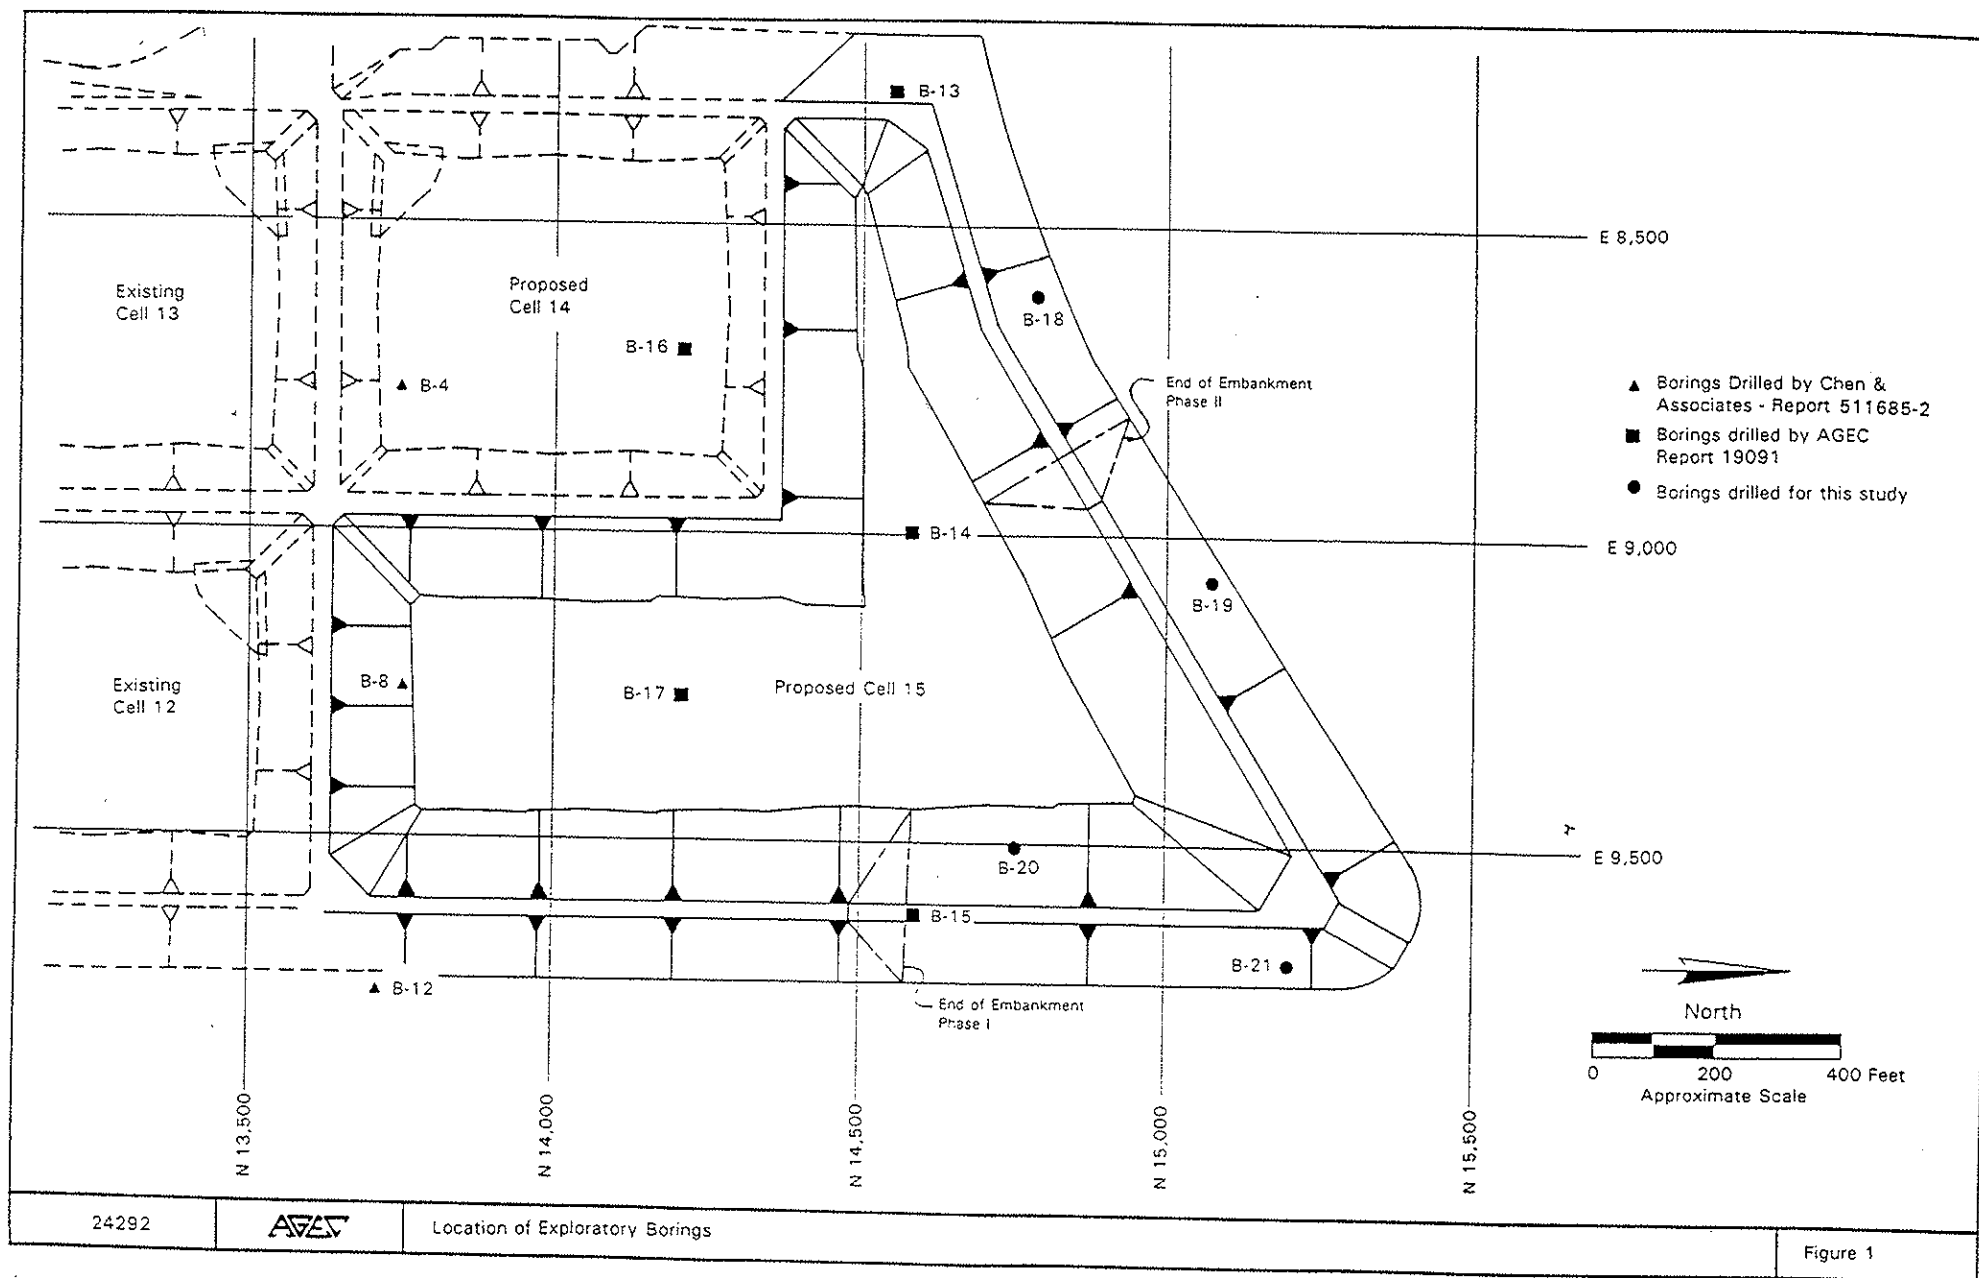 B-13
E 8,500
Existing
Cell 13
Proposed
Cell 14
B-18
B-16
B-4
End of Embankment
Phase II
▲ Borings Drilled by Chen &
Associates - Report 511685-2
■ Borings drilled by AGEC
Report 19091
● Borings drilled for this study
B-14
E 9,000
B-19
B-8
Existing
Cell 12
B-17
Proposed Cell 15
E 9,500
B-20
B-15
B-21
B-12
End of Embankment
Phase I
North
0 200 400 Feet
Approximate Scale
N 13,500
N 14,000
N 14,500
N 15,000
N 15,500
24292
AGEC
Location of Exploratory Borings
Figure 1